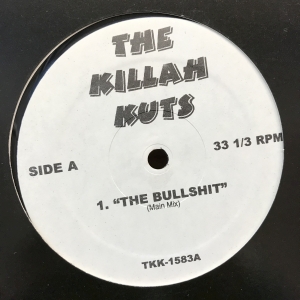 THE
KILLAH
KUTS
SIDE A
33 1/3 RPM
1. “THE BULLSHIT”
(Main Mix)
TKK-1583A